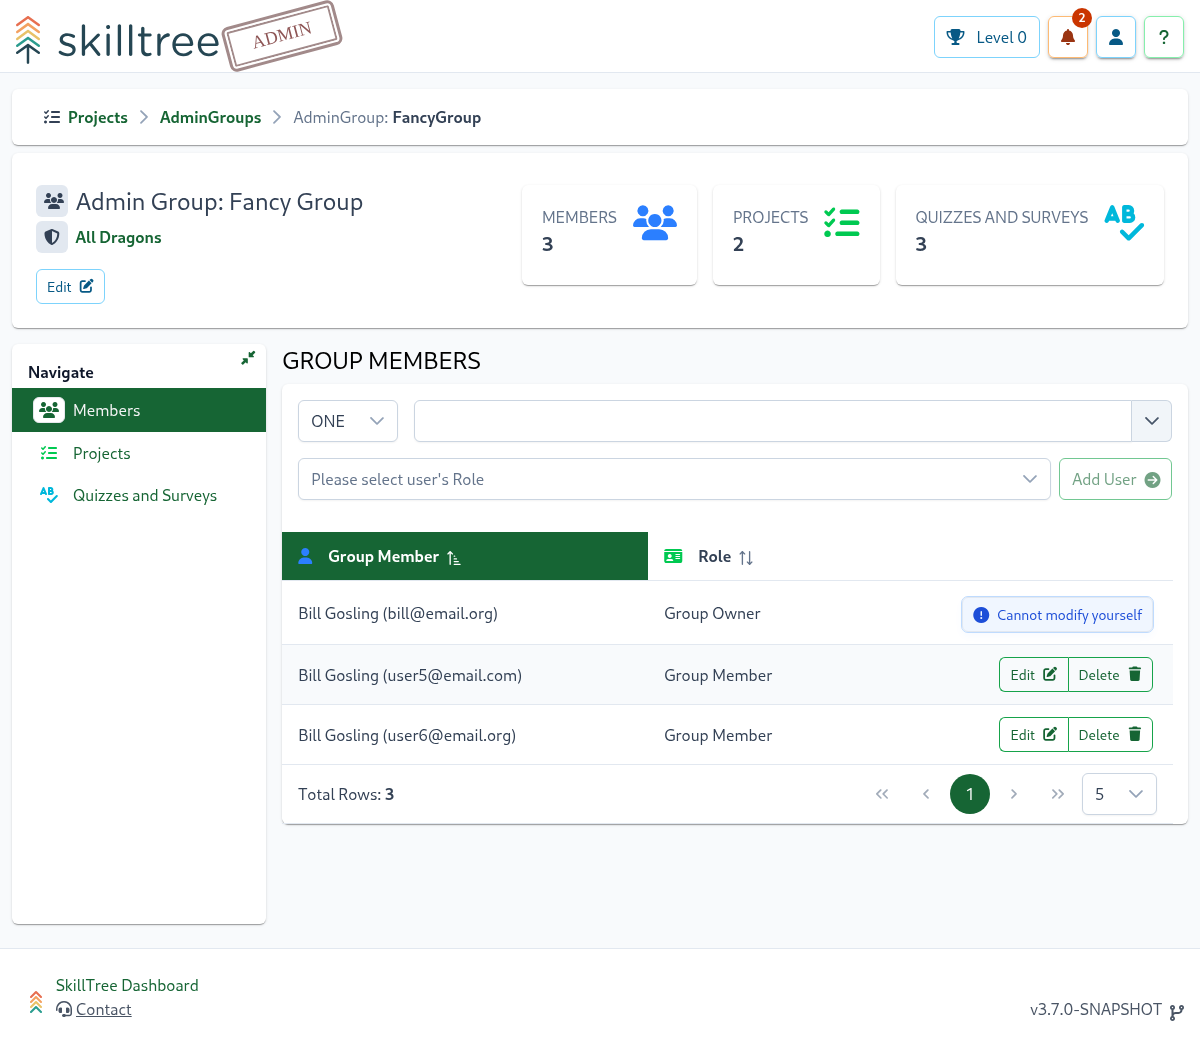 skilltree
ADMIN
Level 0
2
?
Projects
AdminGroups
AdminGroup: FancyGroup
Admin Group: Fancy Group
All Dragons
Edit
MEMBERS
3
PROJECTS
2
QUIZZES AND SURVEYS
3
AB
Navigate
Members
Projects
AB
Quizzes and Surveys
GROUP MEMBERS
ONE
Please select user's Role
Add User
Group Member
Role
Bill Gosling (bill@email.org)
Group Owner
Cannot modify yourself
Bill Gosling (user5@email.com)
Group Member
Edit
Delete
Bill Gosling (user6@email.org)
Group Member
Edit
Delete
Total Rows: 3
1
5
SkillTree Dashboard
Contact
v3.7.0-SNAPSHOT